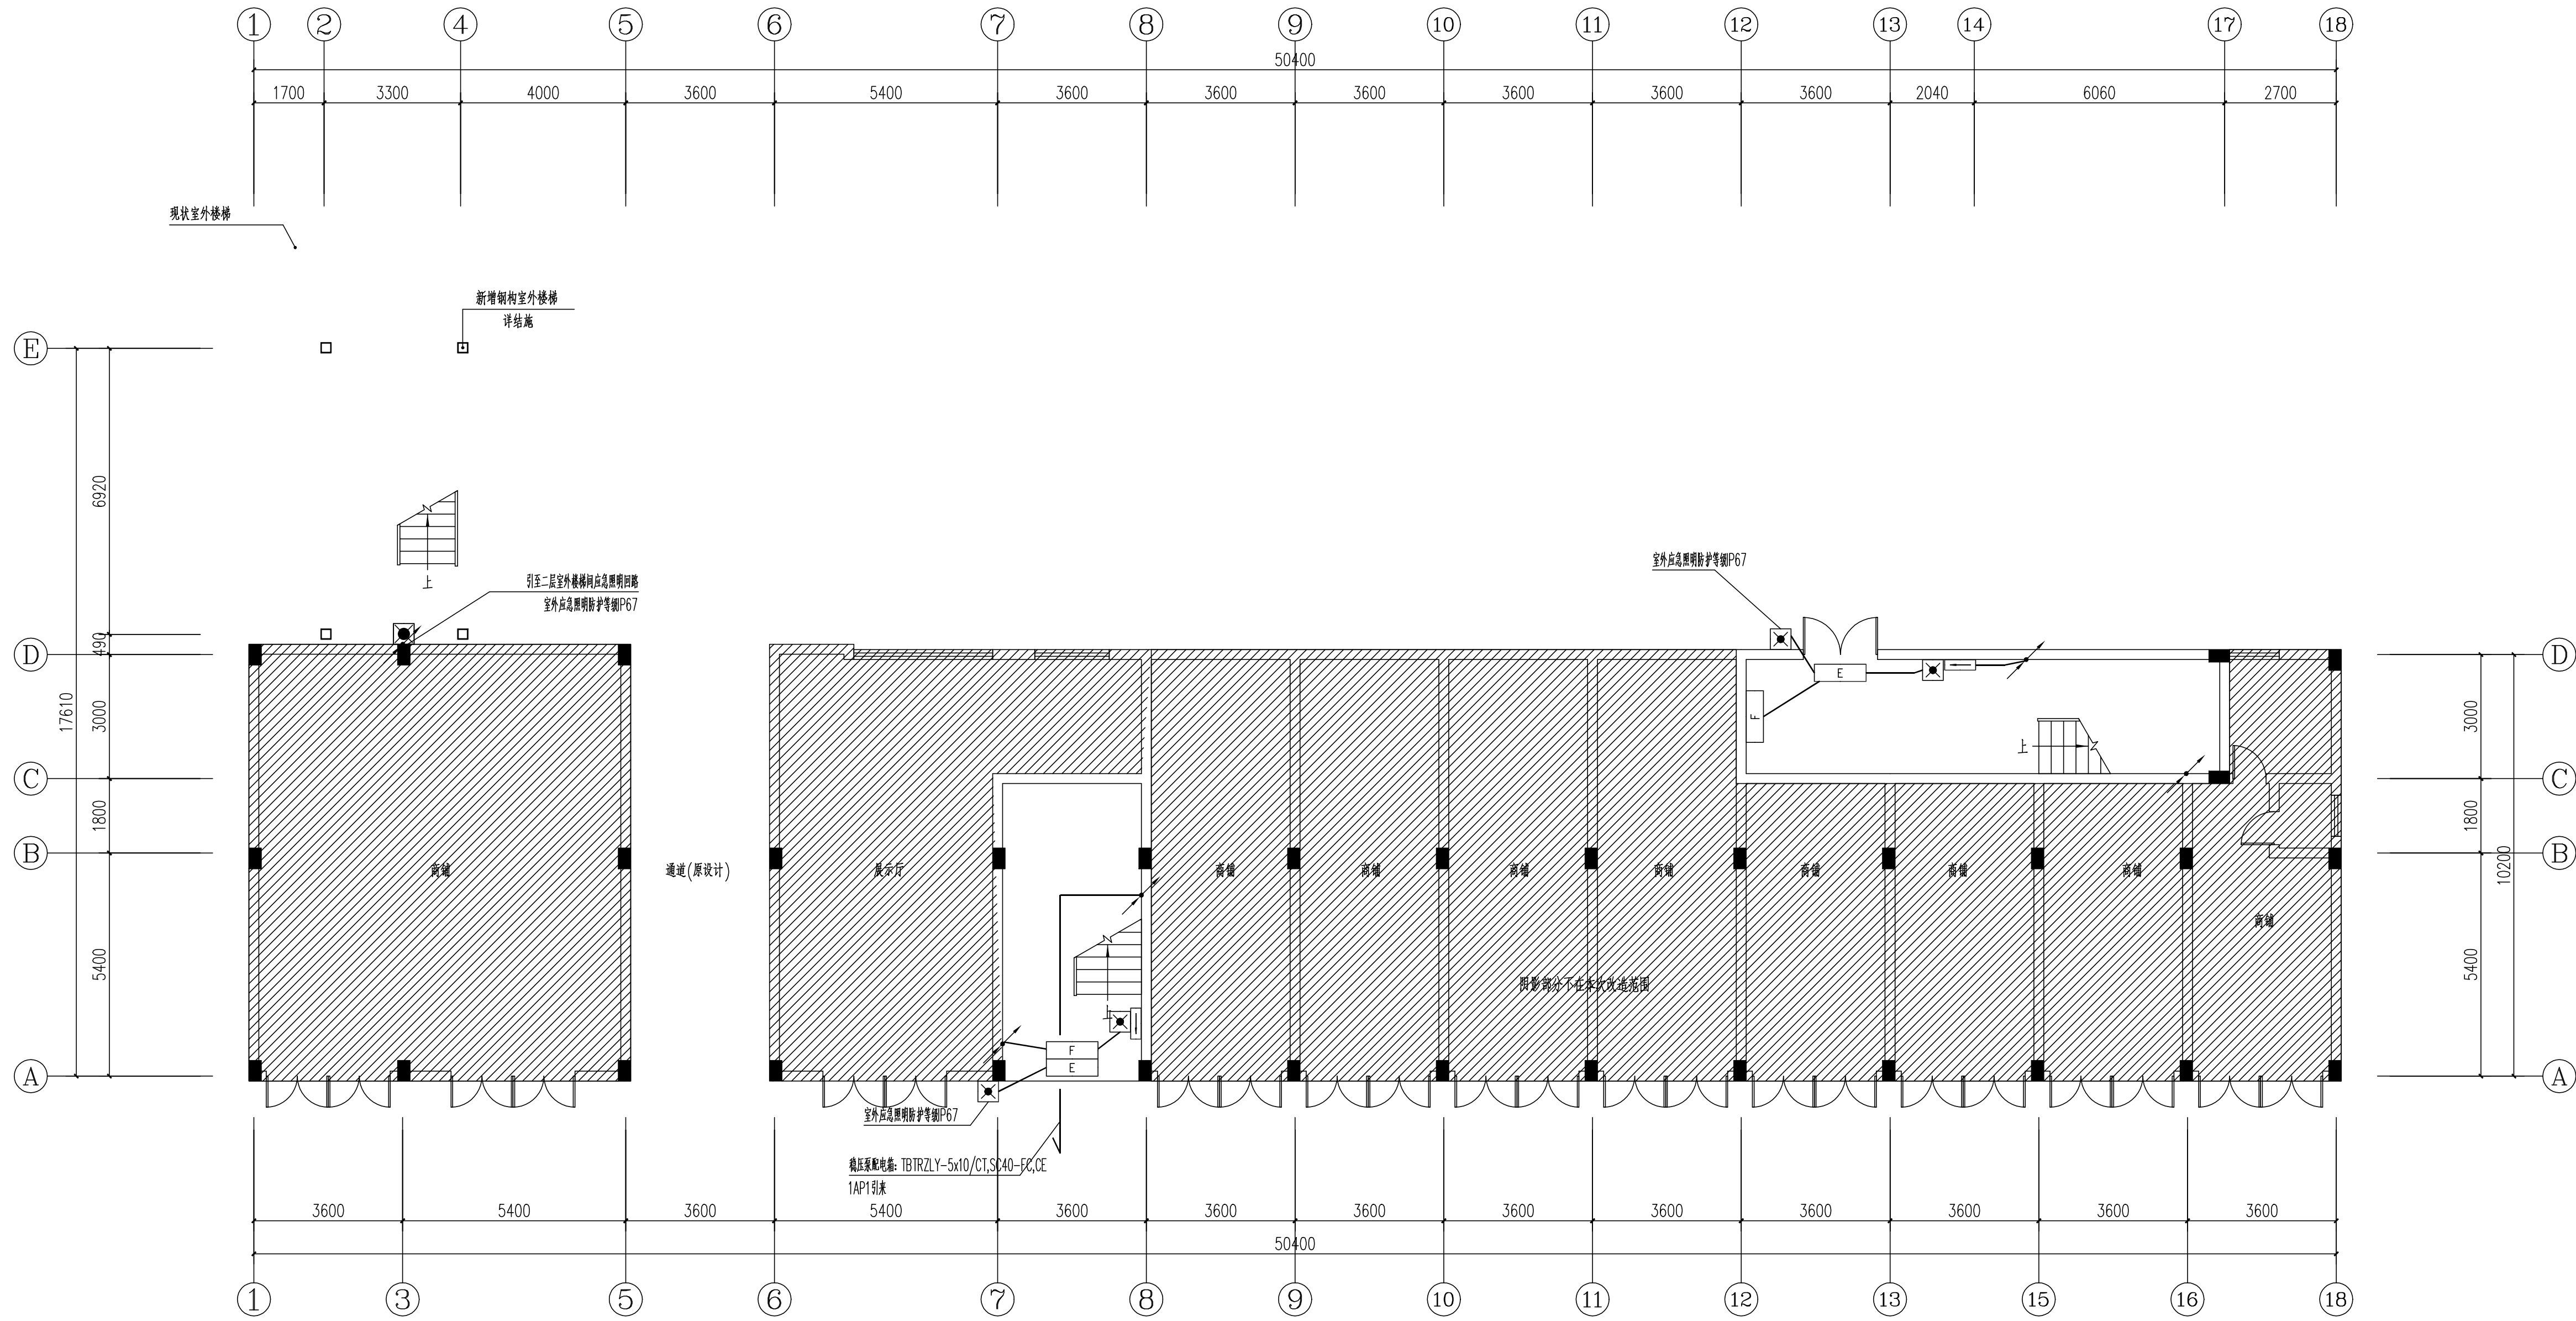 1 2 4 5 6 7 8 9 10 11 12 13 14 17 18
50400
1700 3300 4000 3600 5400 3600 3600 3600 3600 3600 3600 2040 6060 2700
现状室外楼梯
新增钢构室外楼梯
详结施
E
6920
上
引至二层室外楼梯间应急照明回路
室外应急照明防护等级IP67
室外应急照明防护等级IP67
490
D
D
E
F
17610
3000
3000
上
C
C
1800
1800
B
B
10200
商铺
通道(原设计)
展示厅
商铺
商铺
商铺
商铺
商铺
商铺
商铺
商铺
5400
5400
阴影部分不在本次改造范围
上
F
E
A
A
室外应急照明防护等级IP67
稳压泵配电箱: TBTRZLY-5x10/CT,SC40-FC,CE
1AP1引来
3600 5400 3600 5400 3600 3600 3600 3600 3600 3600 3600 3600 3600
50400
1 3 5 6 7 8 9 10 11 12 13 15 16 18